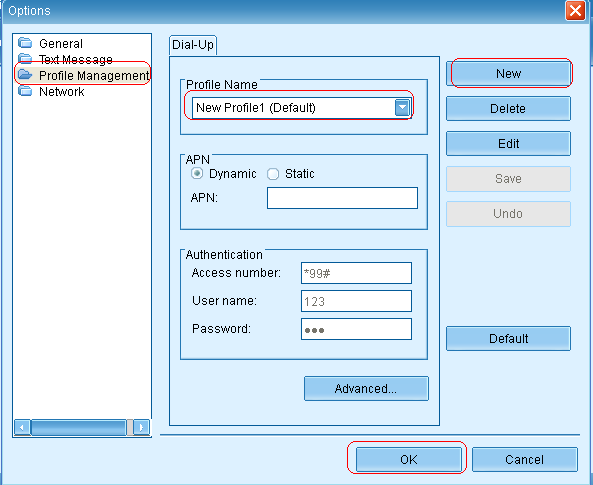 Options
General
Text Message
Profile Management
Network
Dial-Up
Profile Name
New Profile1 (Default)
APN
Dynamic Static
APN:
Authentication
Access number: *99#
User name: 123
Password: ●●●
Advanced...
New
Delete
Edit
Save
Undo
Default
OK Cancel